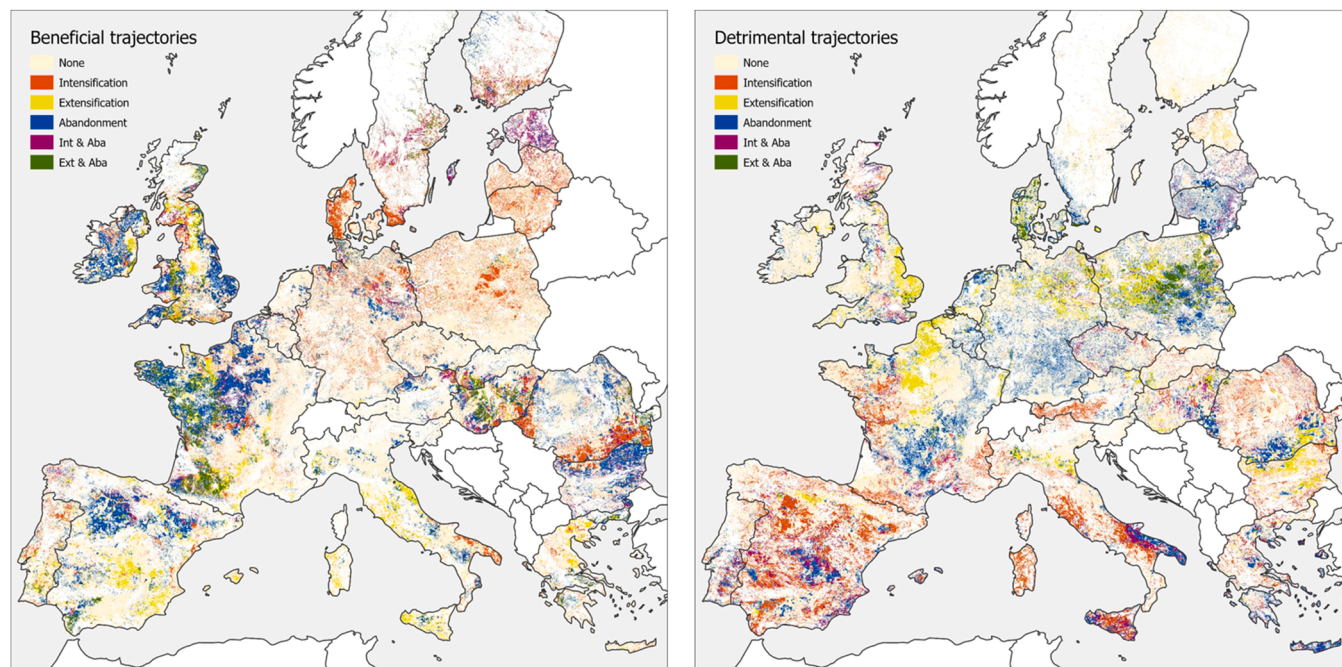 Beneficial trajectories
None
Intensification
Extensification
Abandonment
Int & Aba
Ext & Aba
Detrimental trajectories
None
Intensification
Extensification
Abandonment
Int & Aba
Ext & Aba